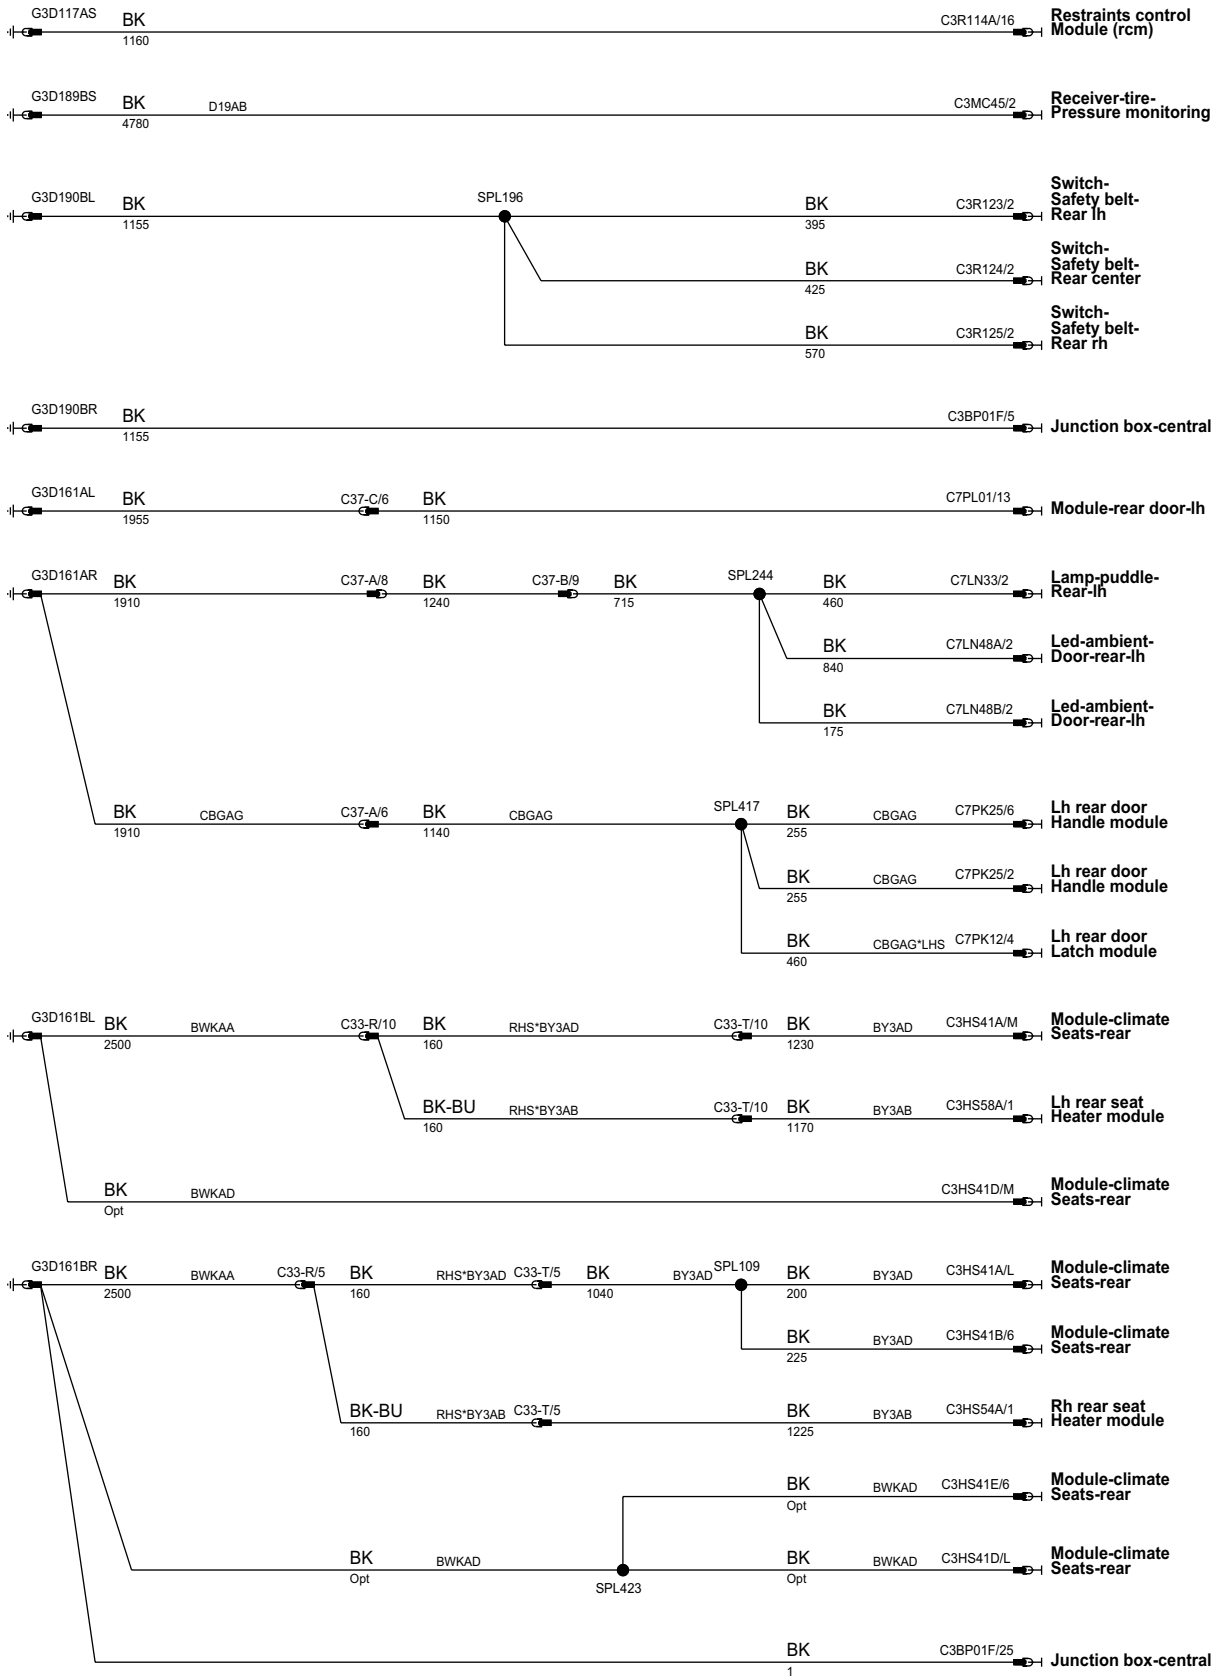 G3D117AS BK C3R114A/16 Restraints control
1160 Module (rcm)
G3D189BS BK D19AB C3MC45/2 Receiver-tire-
4780 Pressure monitoring
Switch-
G3D190BL BK SPL196 BK C3R123/2 Safety belt-
1155 395 Rear lh
Switch-
BK C3R124/2 Safety belt-
425 Rear center
Switch-
BK C3R125/2 Safety belt-
570 Rear rh
G3D190BR BK C3BP01F/5 Junction box-central
1155
G3D161AL BK C37-C/6 BK C7PL01/13 Module-rear door-lh
1955 1150
G3D161AR BK C37-A/8 BK C37-B/9 BK SPL244 BK C7LN33/2 Lamp-puddle-
1910 1240 715 460 Rear-lh
BK C7LN48A/2 Led-ambient-
840 Door-rear-lh
BK C7LN48B/2 Led-ambient-
175 Door-rear-lh
BK CBGAG C37-A/6 BK CBGAG SPL417 BK CBGAG C7PK25/6 Lh rear door
1910 1140 255 Handle module
BK CBGAG C7PK25/2 Lh rear door
255 Handle module
BK CBGAG*LHS C7PK12/4 Lh rear door
460 Latch module
G3D161BL BK BWKAA C33-R/10 BK RHS*BY3AD C33-T/10 BK BY3AD C3HS41A/M Module-climate
2500 160 1230 Seats-rear
BK-BU RHS*BY3AB C33-T/10 BK BY3AB C3HS58A/1 Lh rear seat
160 1170 Heater module
BK BWKAD C3HS41D/M Module-climate
Opt Seats-rear
G3D161BR BK BWKAA C33-R/5 BK RHS*BY3AD C33-T/5 BK BY3AD SPL109 BK BY3AD C3HS41A/L Module-climate
2500 160 1040 200 Seats-rear
BK BY3AD C3HS41B/6 Module-climate
225 Seats-rear
BK-BU RHS*BY3AB C33-T/5 BK BY3AB C3HS54A/1 Rh rear seat
160 1225 Heater module
BK BWKAD C3HS41E/6 Module-climate
Opt Seats-rear
BK BWKAD BK BWKAD C3HS41D/L Module-climate
Opt Opt Seats-rear
SPL423
BK C3BP01F/25 Junction box-central
1